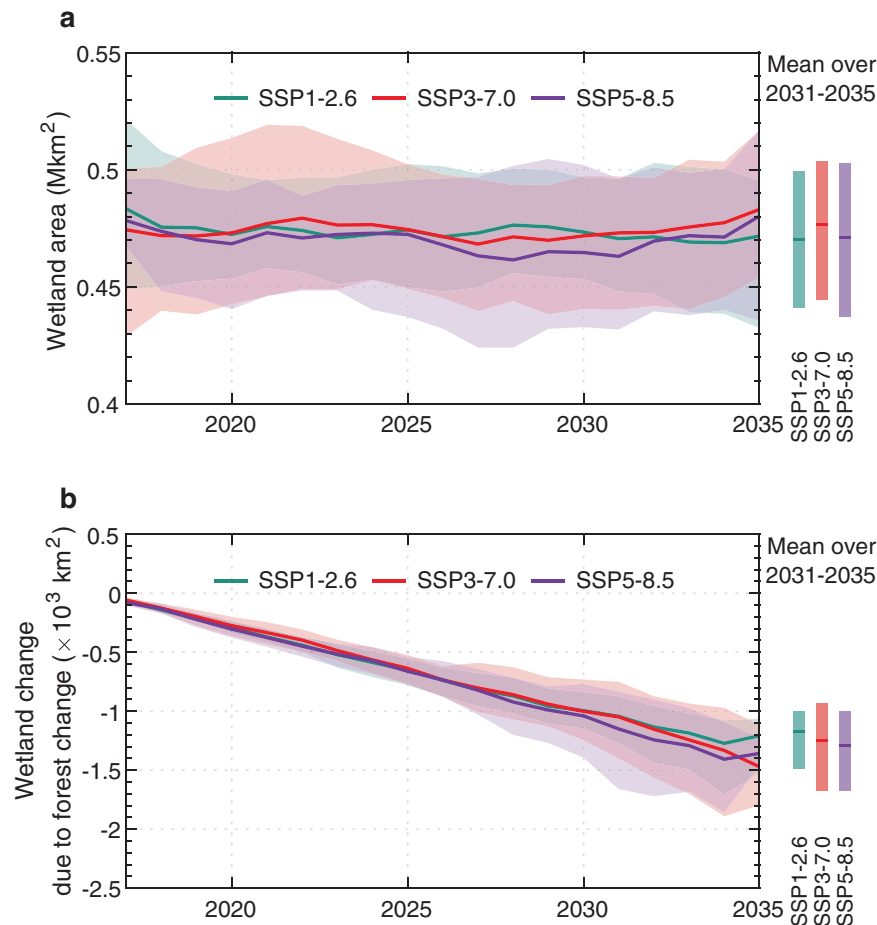 a
0.55
0.5
0.45
0.4
Wetland area (Mkm²)
SSP1-2.6 SSP3-7.0 SSP5-8.5
2020 2025 2030 2035
Mean over
2031-2035
SSP1-2.6
SSP3-7.0
SSP5-8.5
b
0.5
0
-0.5
-1
-1.5
-2
-2.5
Wetland change
due to forest change (× 10³ km²)
SSP1-2.6 SSP3-7.0 SSP5-8.5
2020 2025 2030 2035
Mean over
2031-2035
SSP1-2.6
SSP3-7.0
SSP5-8.5